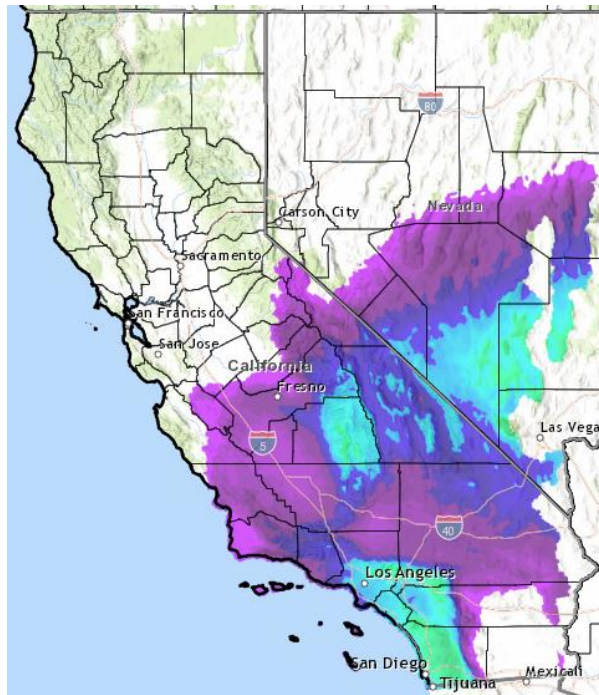 80
Nevada
Carson City
Sacramento
San Francisco
San Jose
California
Fresno
5
Las Vega
40
Los Angeles
San Diego
Mexicali
Tijuana